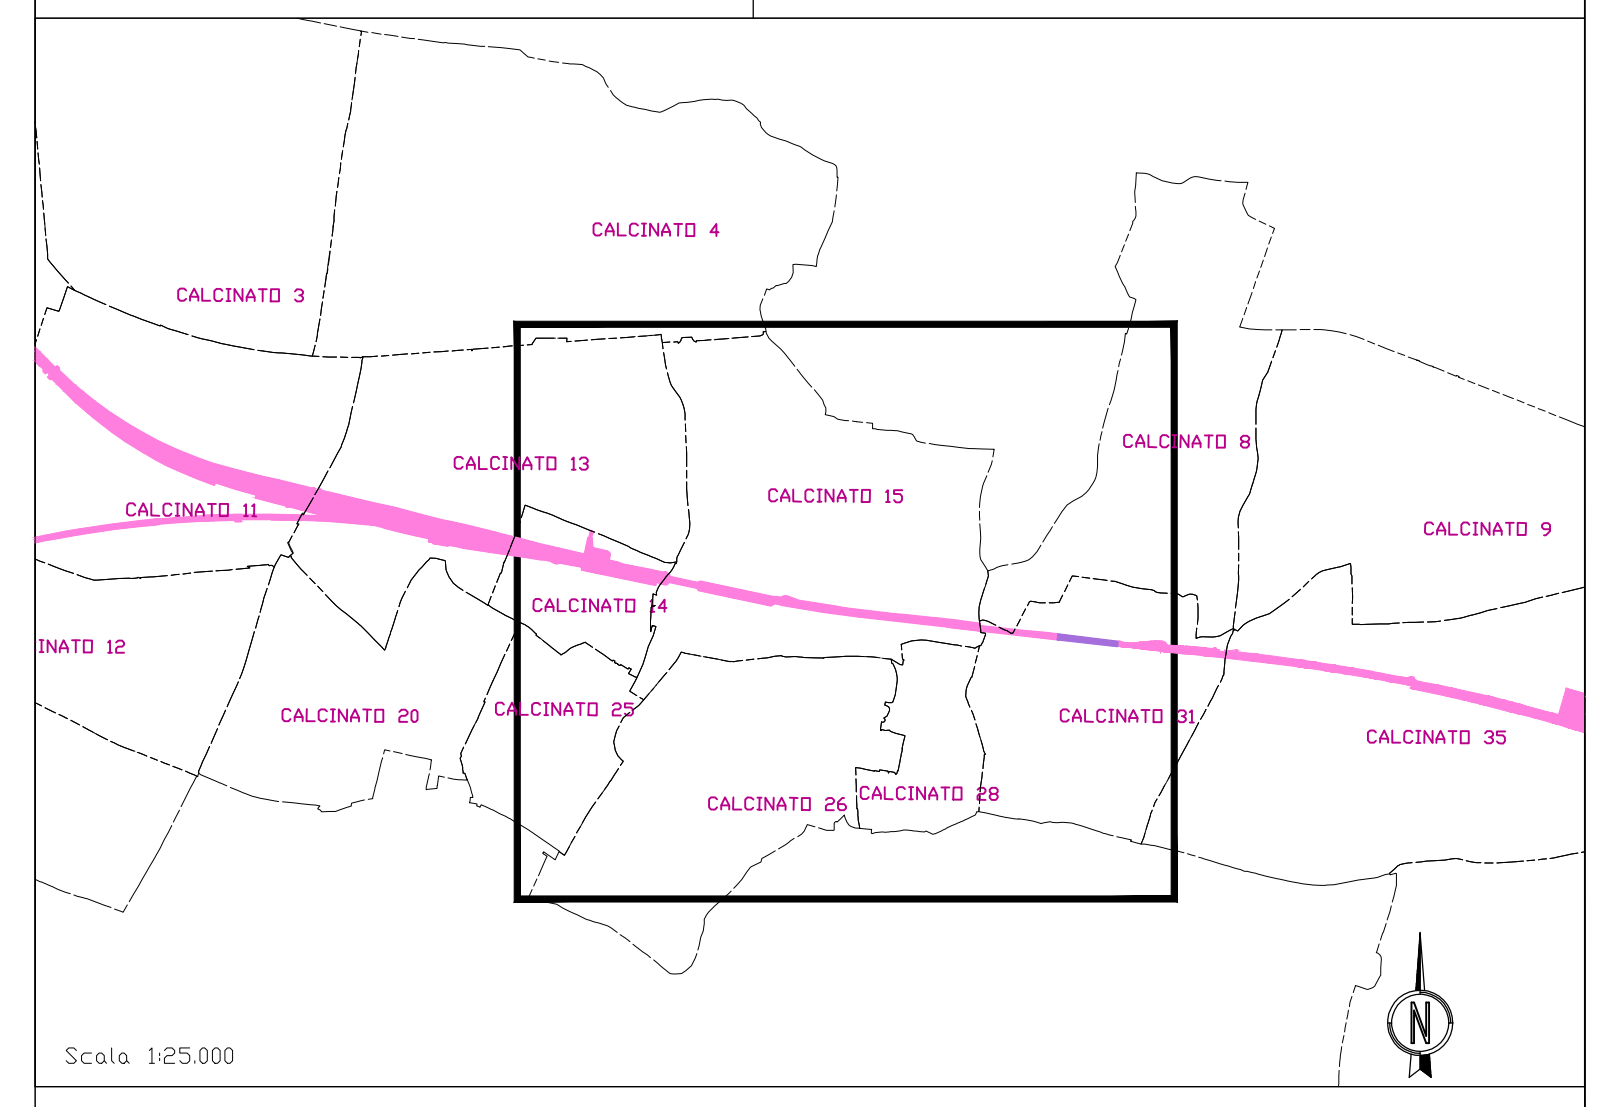 CALCINATO 4
CALCINATO 3
CALCINATO 8
CALCINATO 13
CALCINATO 15
CALCINATO 11
CALCINATO 9
CALCINATO 14
INATO 12
CALCINATO 25
CALCINATO 20
CALCINATO 31
CALCINATO 35
CALCINATO 28
CALCINATO 26
N
Scala 1:25.000